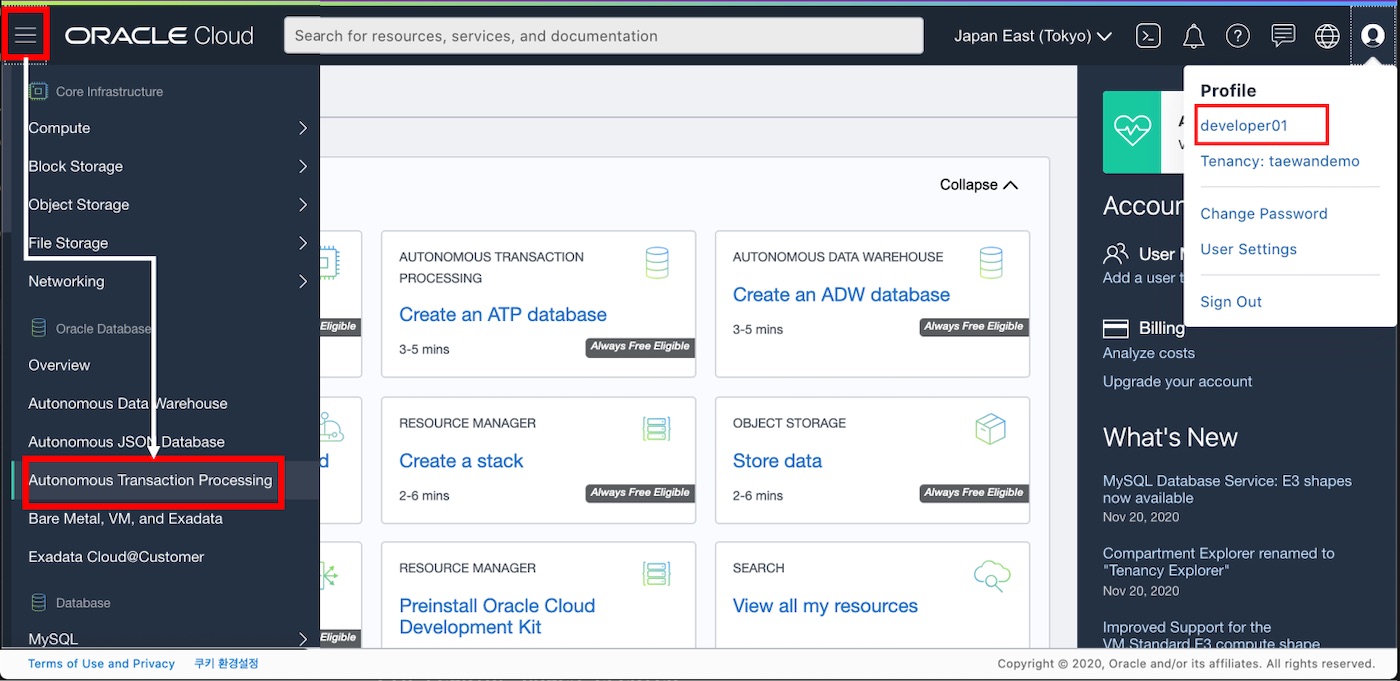 ORACLE Cloud
Search for resources, services, and documentation
Japan East (Tokyo)
Core Infrastructure
Compute
Block Storage
Object Storage
File Storage
Networking
Oracle Database
Overview
Autonomous Data Warehouse
Autonomous JSON Database
Autonomous Transaction Processing
Bare Metal, VM, and Exadata
Exadata Cloud@Customer
Database
MySQL
Collapse
Eligible
AUTONOMOUS TRANSACTION
PROCESSING
Create an ATP database
3-5 mins
Always Free Eligible
AUTONOMOUS DATA WAREHOUSE
Create an ADW database
3-5 mins
Always Free Eligible
d
RESOURCE MANAGER
Create a stack
2-6 mins
Always Free Eligible
OBJECT STORAGE
Store data
2-6 mins
Always Free Eligible
Eligible
RESOURCE MANAGER
Preinstall Oracle Cloud
Development Kit
SEARCH
View all my resources
Profile
developer01
Tenancy: taewandemo
Change Password
User Settings
Sign Out
Accoun
User
Add a user t
Billing
Analyze costs
Upgrade your account
What's New
MySQL Database Service: E3 shapes
now available
Nov 20, 2020
Compartment Explorer renamed to
"Tenancy Explorer"
Nov 20, 2020
Improved Support for the
VM.Standard.E3 compute shape
Terms of Use and Privacy
쿠키 환경설정
Copyright © 2020, Oracle and/or its affiliates. All rights reserved.